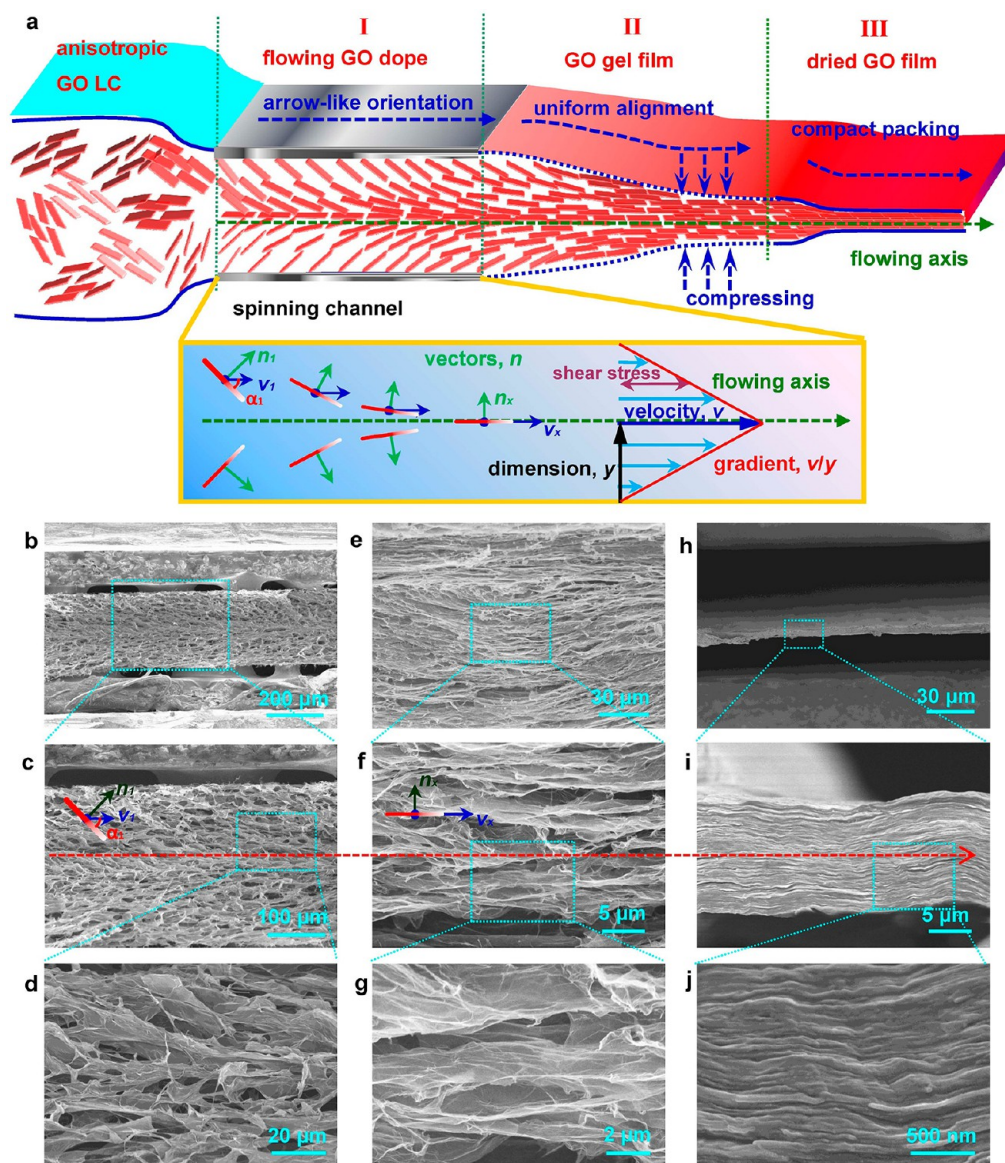 a
I
II
III
anisotropic
GO LC
flowing GO dope
GO gel film
dried GO film
arrow-like orientation
uniform alignment
compact packing
flowing axis
spinning channel
compressing
n₁
v₁
α₁
vectors, n
nₓ
vₓ
shear stress
flowing axis
velocity, v
dimension, y
gradient, v/y
b
200 μm
e
30 μm
h
30 μm
c
n₁
v₁
α₁
100 μm
f
nₓ
vₓ
5 μm
i
5 μm
d
20 μm
g
2 μm
j
500 nm